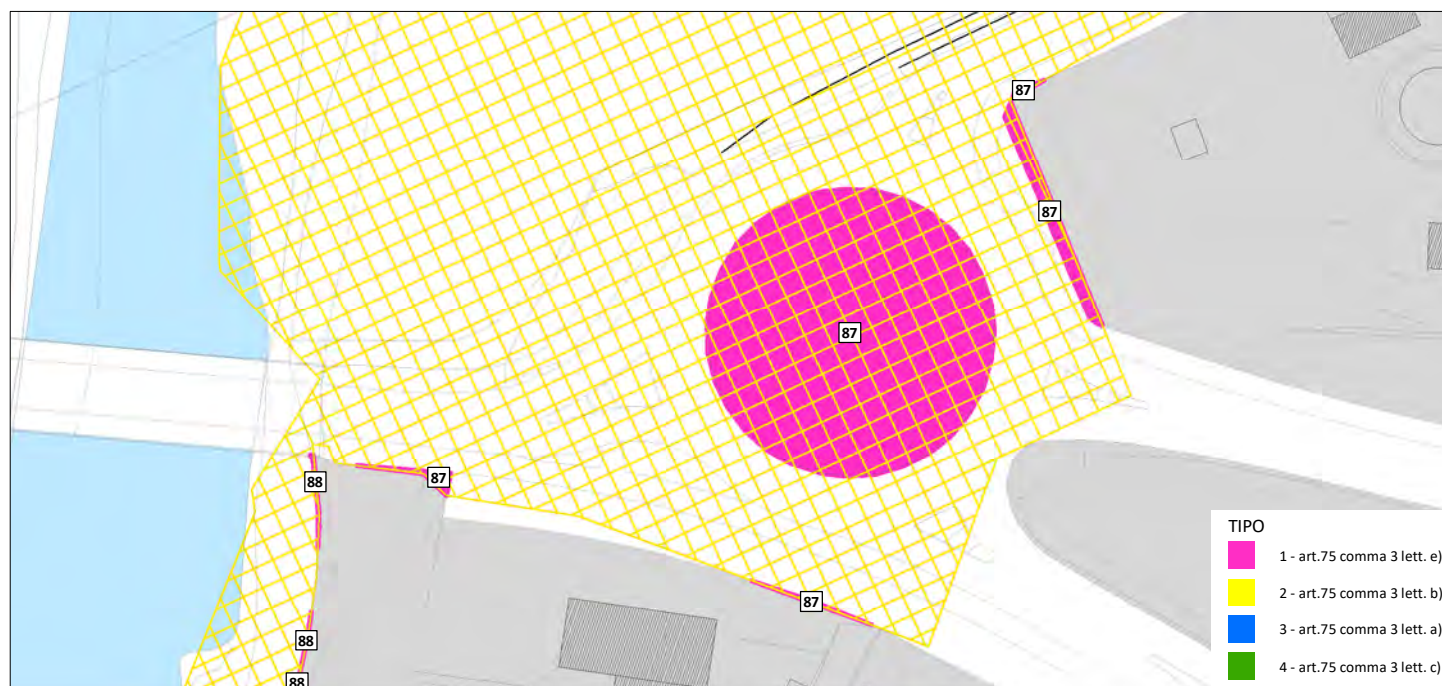 87
87
87
87
88
87
88
88
TIPO
1 - art.75 comma 3 lett. e)
2 - art.75 comma 3 lett. b)
3 - art.75 comma 3 lett. a)
4 - art.75 comma 3 lett. c)